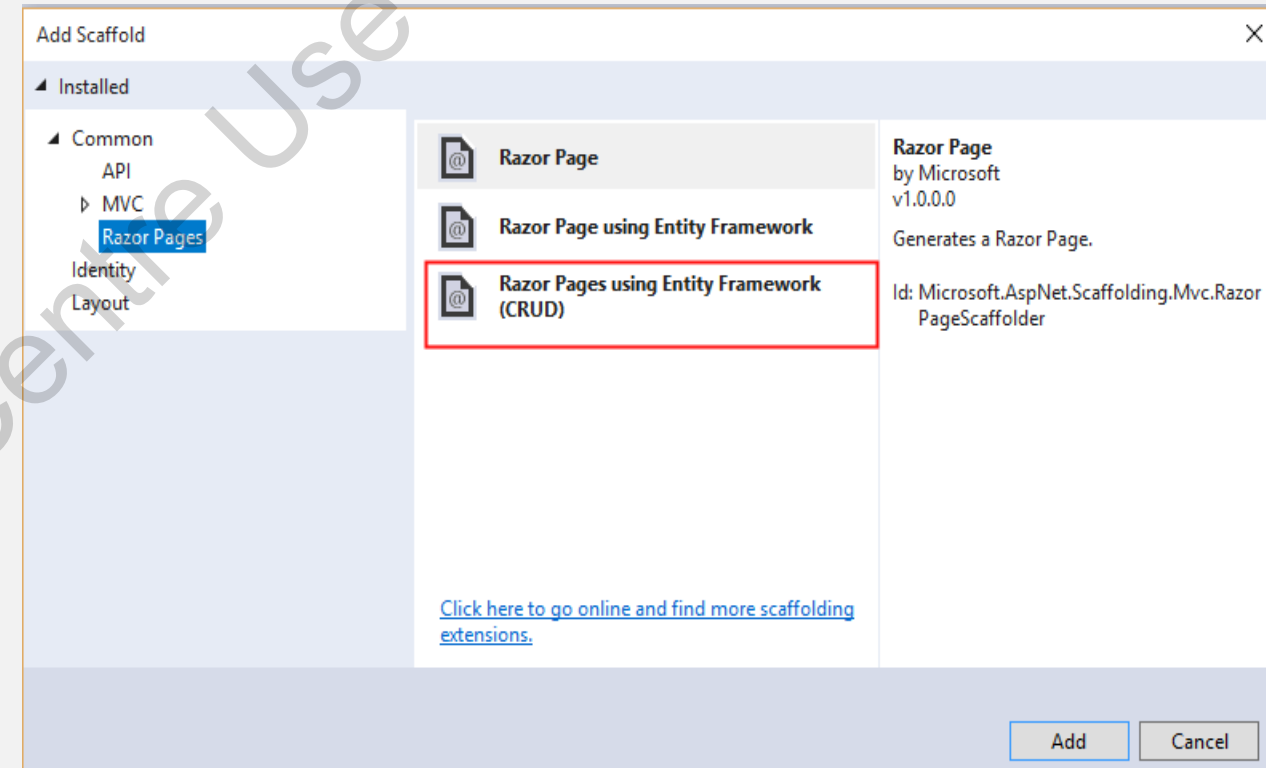 Add Scaffold
Installed
Common
API
MVC
Razor Pages
Identity
Layout
Razor Page
Razor Page using Entity Framework
Razor Pages using Entity Framework
(CRUD)
Click here to go online and find more scaffolding
extensions.
Razor Page
by Microsoft
v1.0.0.0
Generates a Razor Page.
Id: Microsoft.AspNet.Scaffolding.Mvc.Razor
PageScaffolder
Add
Cancel
entre Use